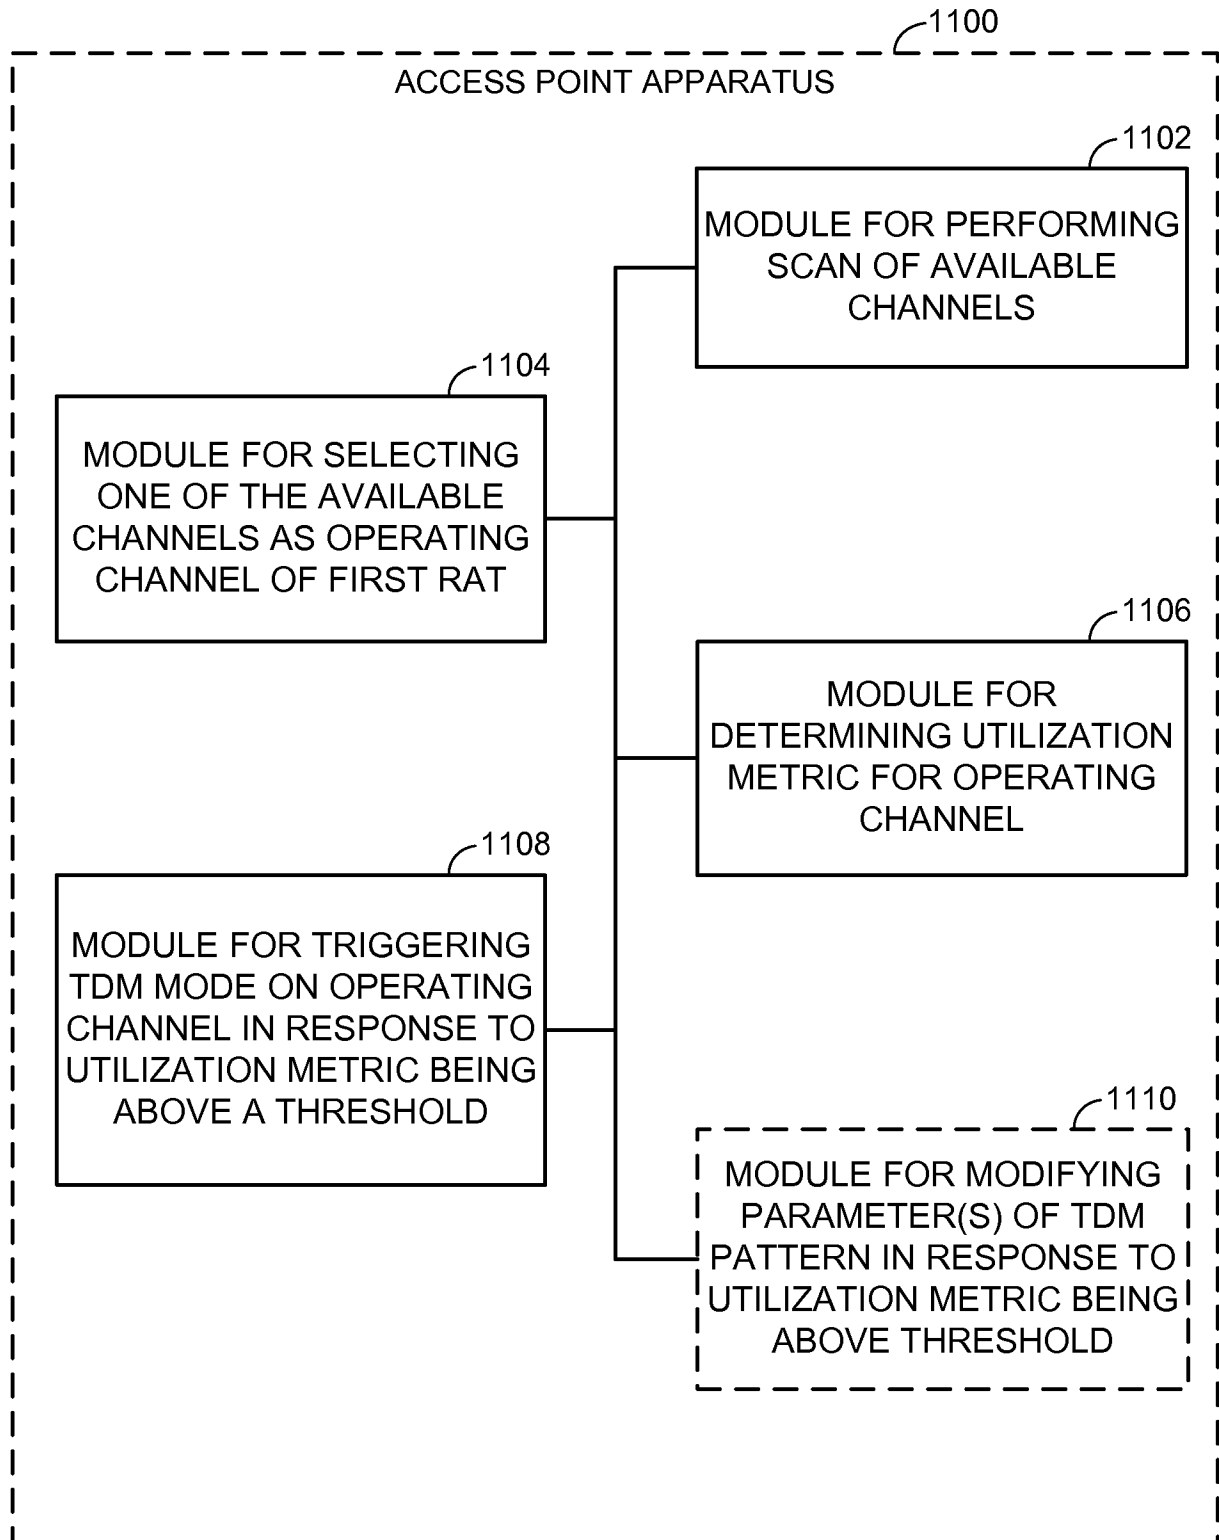 1100
ACCESS POINT APPARATUS
1102
MODULE FOR PERFORMING
SCAN OF AVAILABLE
CHANNELS
1104
MODULE FOR SELECTING
ONE OF THE AVAILABLE
CHANNELS AS OPERATING
CHANNEL OF FIRST RAT
1106
MODULE FOR
DETERMINING UTILIZATION
METRIC FOR OPERATING
CHANNEL
1108
MODULE FOR TRIGGERING
TDM MODE ON OPERATING
CHANNEL IN RESPONSE TO
UTILIZATION METRIC BEING
ABOVE A THRESHOLD
1110
MODULE FOR MODIFYING
PARAMETER(S) OF TDM
PATTERN IN RESPONSE TO
UTILIZATION METRIC BEING
ABOVE THRESHOLD